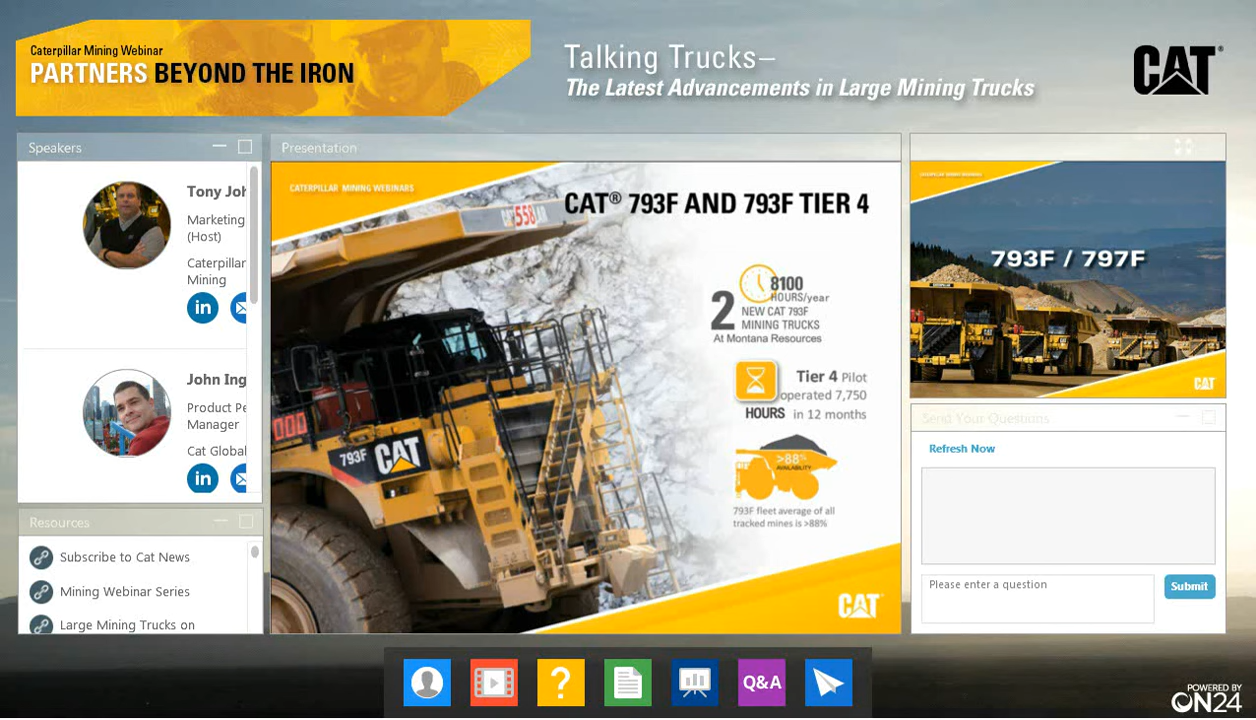 Caterpillar Mining Webinar
PARTNERS BEYOND THE IRON
Talking Trucks–
The Latest Advancements in Large Mining Trucks
CAT®
Speakers
Tony Joh
Marketing
(Host)
Caterpillar
Mining
in
John Ing
Product Pe
Manager
Cat Global
in
Resources
Subscribe to Cat News
Mining Webinar Series
Large Mining Trucks on
Presentation
CATERPILLAR MINING WEBINARS
CAT® 793F AND 793F TIER 4
558
8100
HOURS/year
2 NEW CAT 793F
MINING TRUCKS
At Montana Resources
Tier 4 Pilot
operated 7,750
HOURS in 12 months
>88%
AVAILABILITY
793F fleet average of all
tracked mines is >88%
793F CAT
CAT
793F / 797F
CAT
Send Your Questions
Refresh Now
Please enter a question
Submit
?
Q&A
POWERED BY
ON24